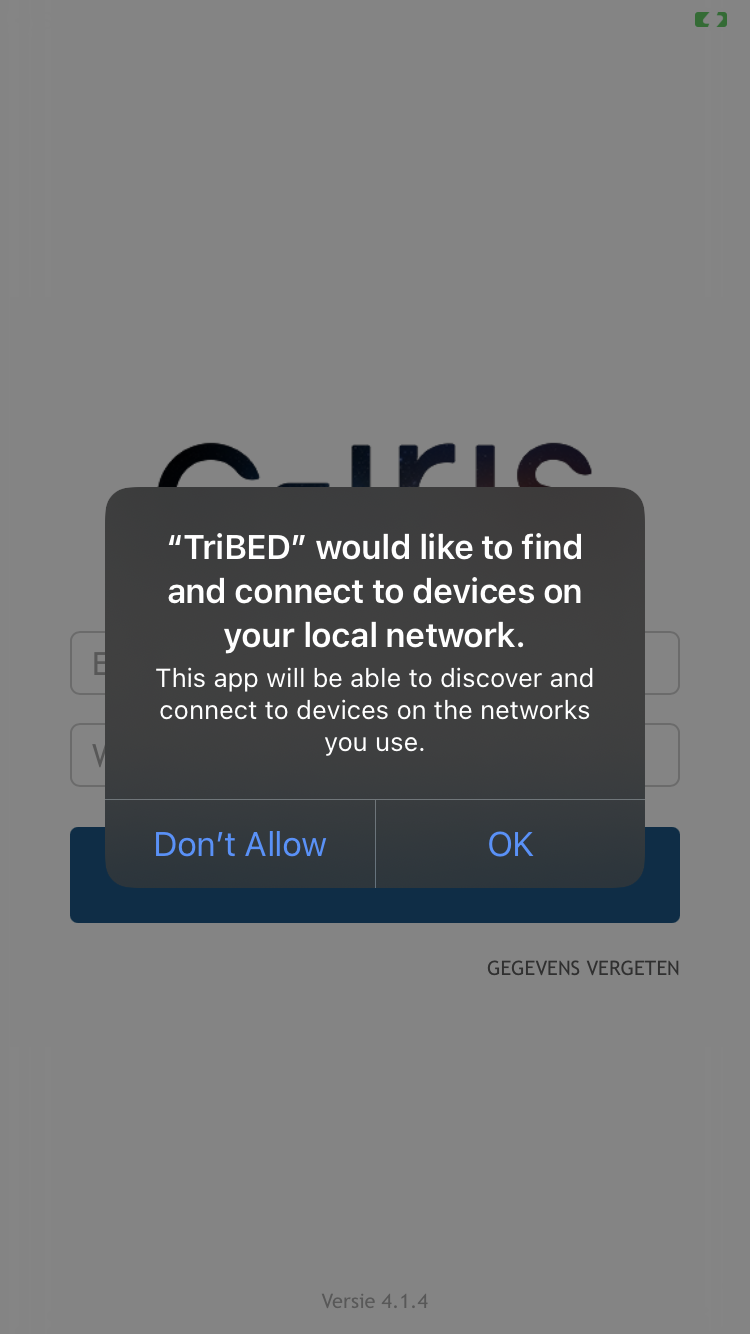 “TriBED” would like to find
and connect to devices on
your local network.
This app will be able to discover and
connect to devices on the networks
you use.
Don’t Allow
OK
GEGEVENS VERGETEN
Versie 4.1.4